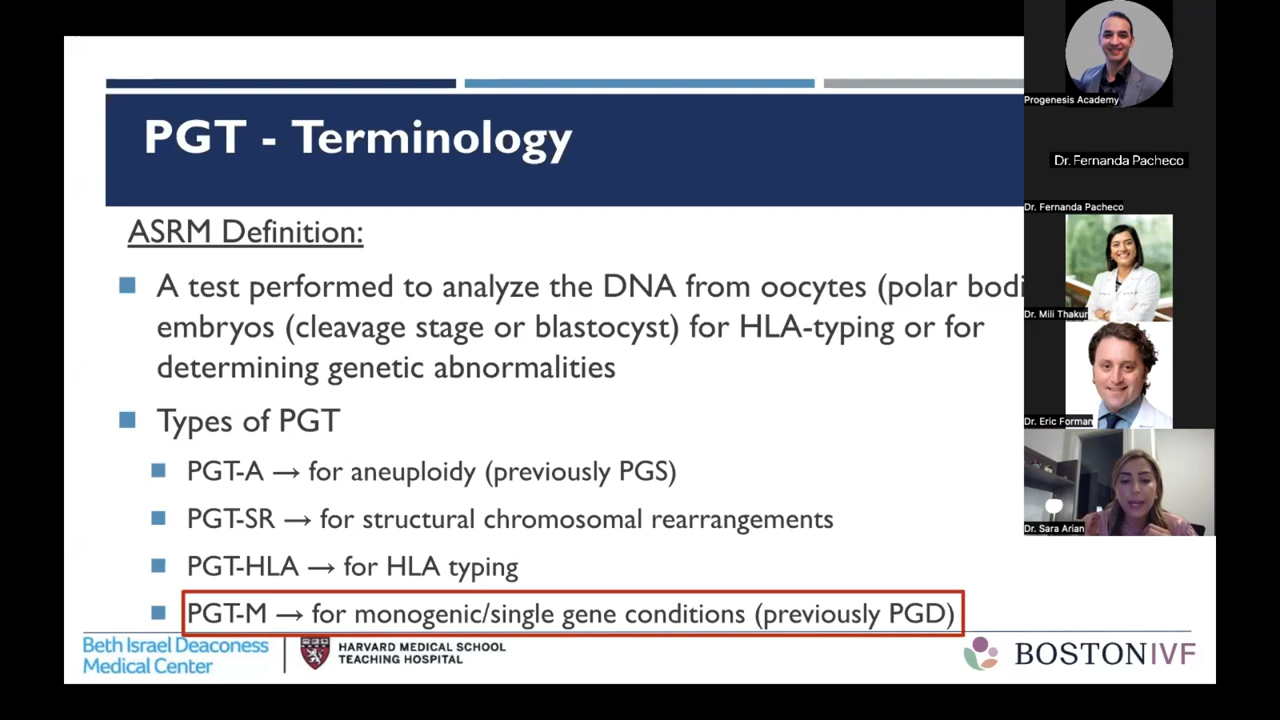 PGT - Terminology
ASRM Definition:
A test performed to analyze the DNA from oocytes (polar bodi
embryos (cleavage stage or blastocyst) for HLA-typing or for
determining genetic abnormalities
Types of PGT
PGT-A → for aneuploidy (previously PGS)
PGT-SR → for structural chromosomal rearrangements
PGT-HLA → for HLA typing
PGT-M → for monogenic/single gene conditions (previously PGD)
Beth Israel Deaconess
Medical Center
HARVARD MEDICAL SCHOOL
TEACHING HOSPITAL
BOSTONIVF
Progenesis Academy
Dr. Fernanda Pacheco
Dr. Fernanda Pacheco
Dr. Mili Thakur
Dr. Eric Forman
Dr. Sara Arian